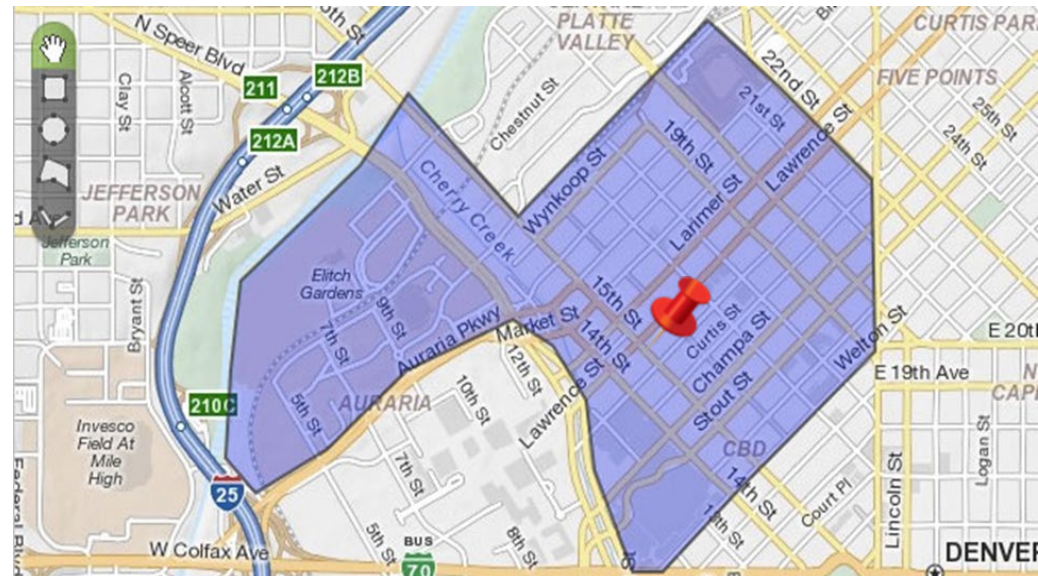 N Speer Blvd
PLATTE
VALLEY
CURTIS PARK
211
212B
212A
Clay St
Alcott St
Chestnut St
22nd St
21st St
FIVE POINTS
25th St
24th St
19th St
Lawrence St
Water St
JEFFERSON
PARK
Jefferson
Park
Cherry Creek
Wynkoop St
Larimer St
Elitch
Gardens
9th St
7th St
Auraria Pkwy
Market St
15th St
14th St
Curtis St
Champa St
Stout St
Welton St
E 20th
E 19th Ave
Bryant St
12th St
10th St
Lawrence St
210C
AURARIA
5th St
Invesco
Field At
Mile
High
7th St
CBD
14th St
13th St
Court Pl
Lincoln St
Logan St
25
Federal Blvd
W Colfax Ave
5th St
8th St
BUS
70
DENVER